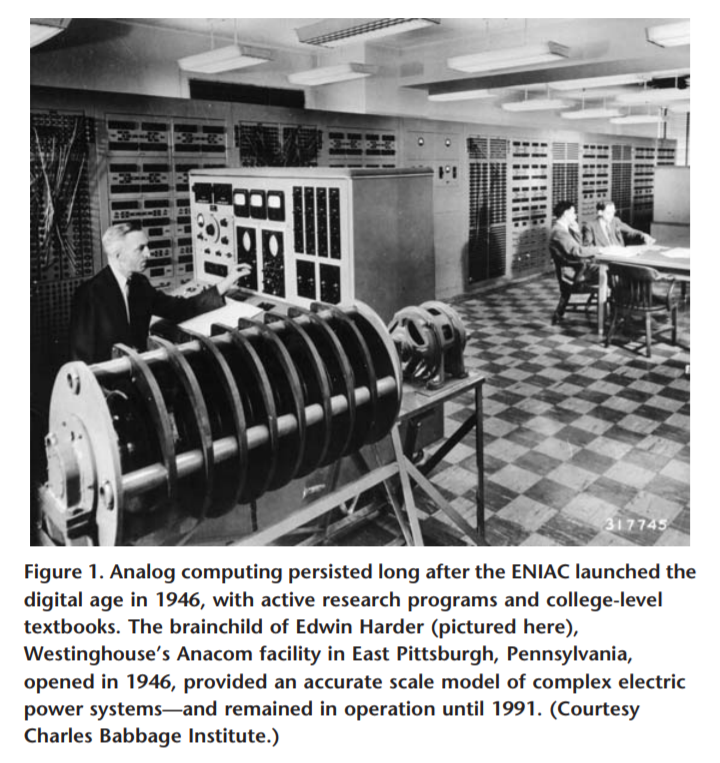 317745
Figure 1. Analog computing persisted long after the ENIAC launched the
digital age in 1946, with active research programs and college-level
textbooks. The brainchild of Edwin Harder (pictured here),
Westinghouse’s Anacom facility in East Pittsburgh, Pennsylvania,
opened in 1946, provided an accurate scale model of complex electric
power systems—and remained in operation until 1991. (Courtesy
Charles Babbage Institute.)